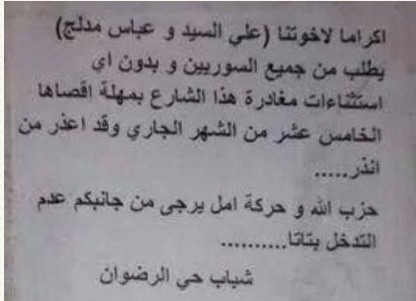 اكراما لاخوتنا (علي السيد و عباس مدلج)
يطلب من جميع السوريين و بدون اي
استثناءات مغادرة هذا الشارع بمهلة اقصاها
الخامس عشر من الشهر الجاري وقد اعذر من
انذر.....
حزب الله و حركة امل يرجى من جانبكم عدم
التدخل بتاتا..........
شباب حي الرضوان